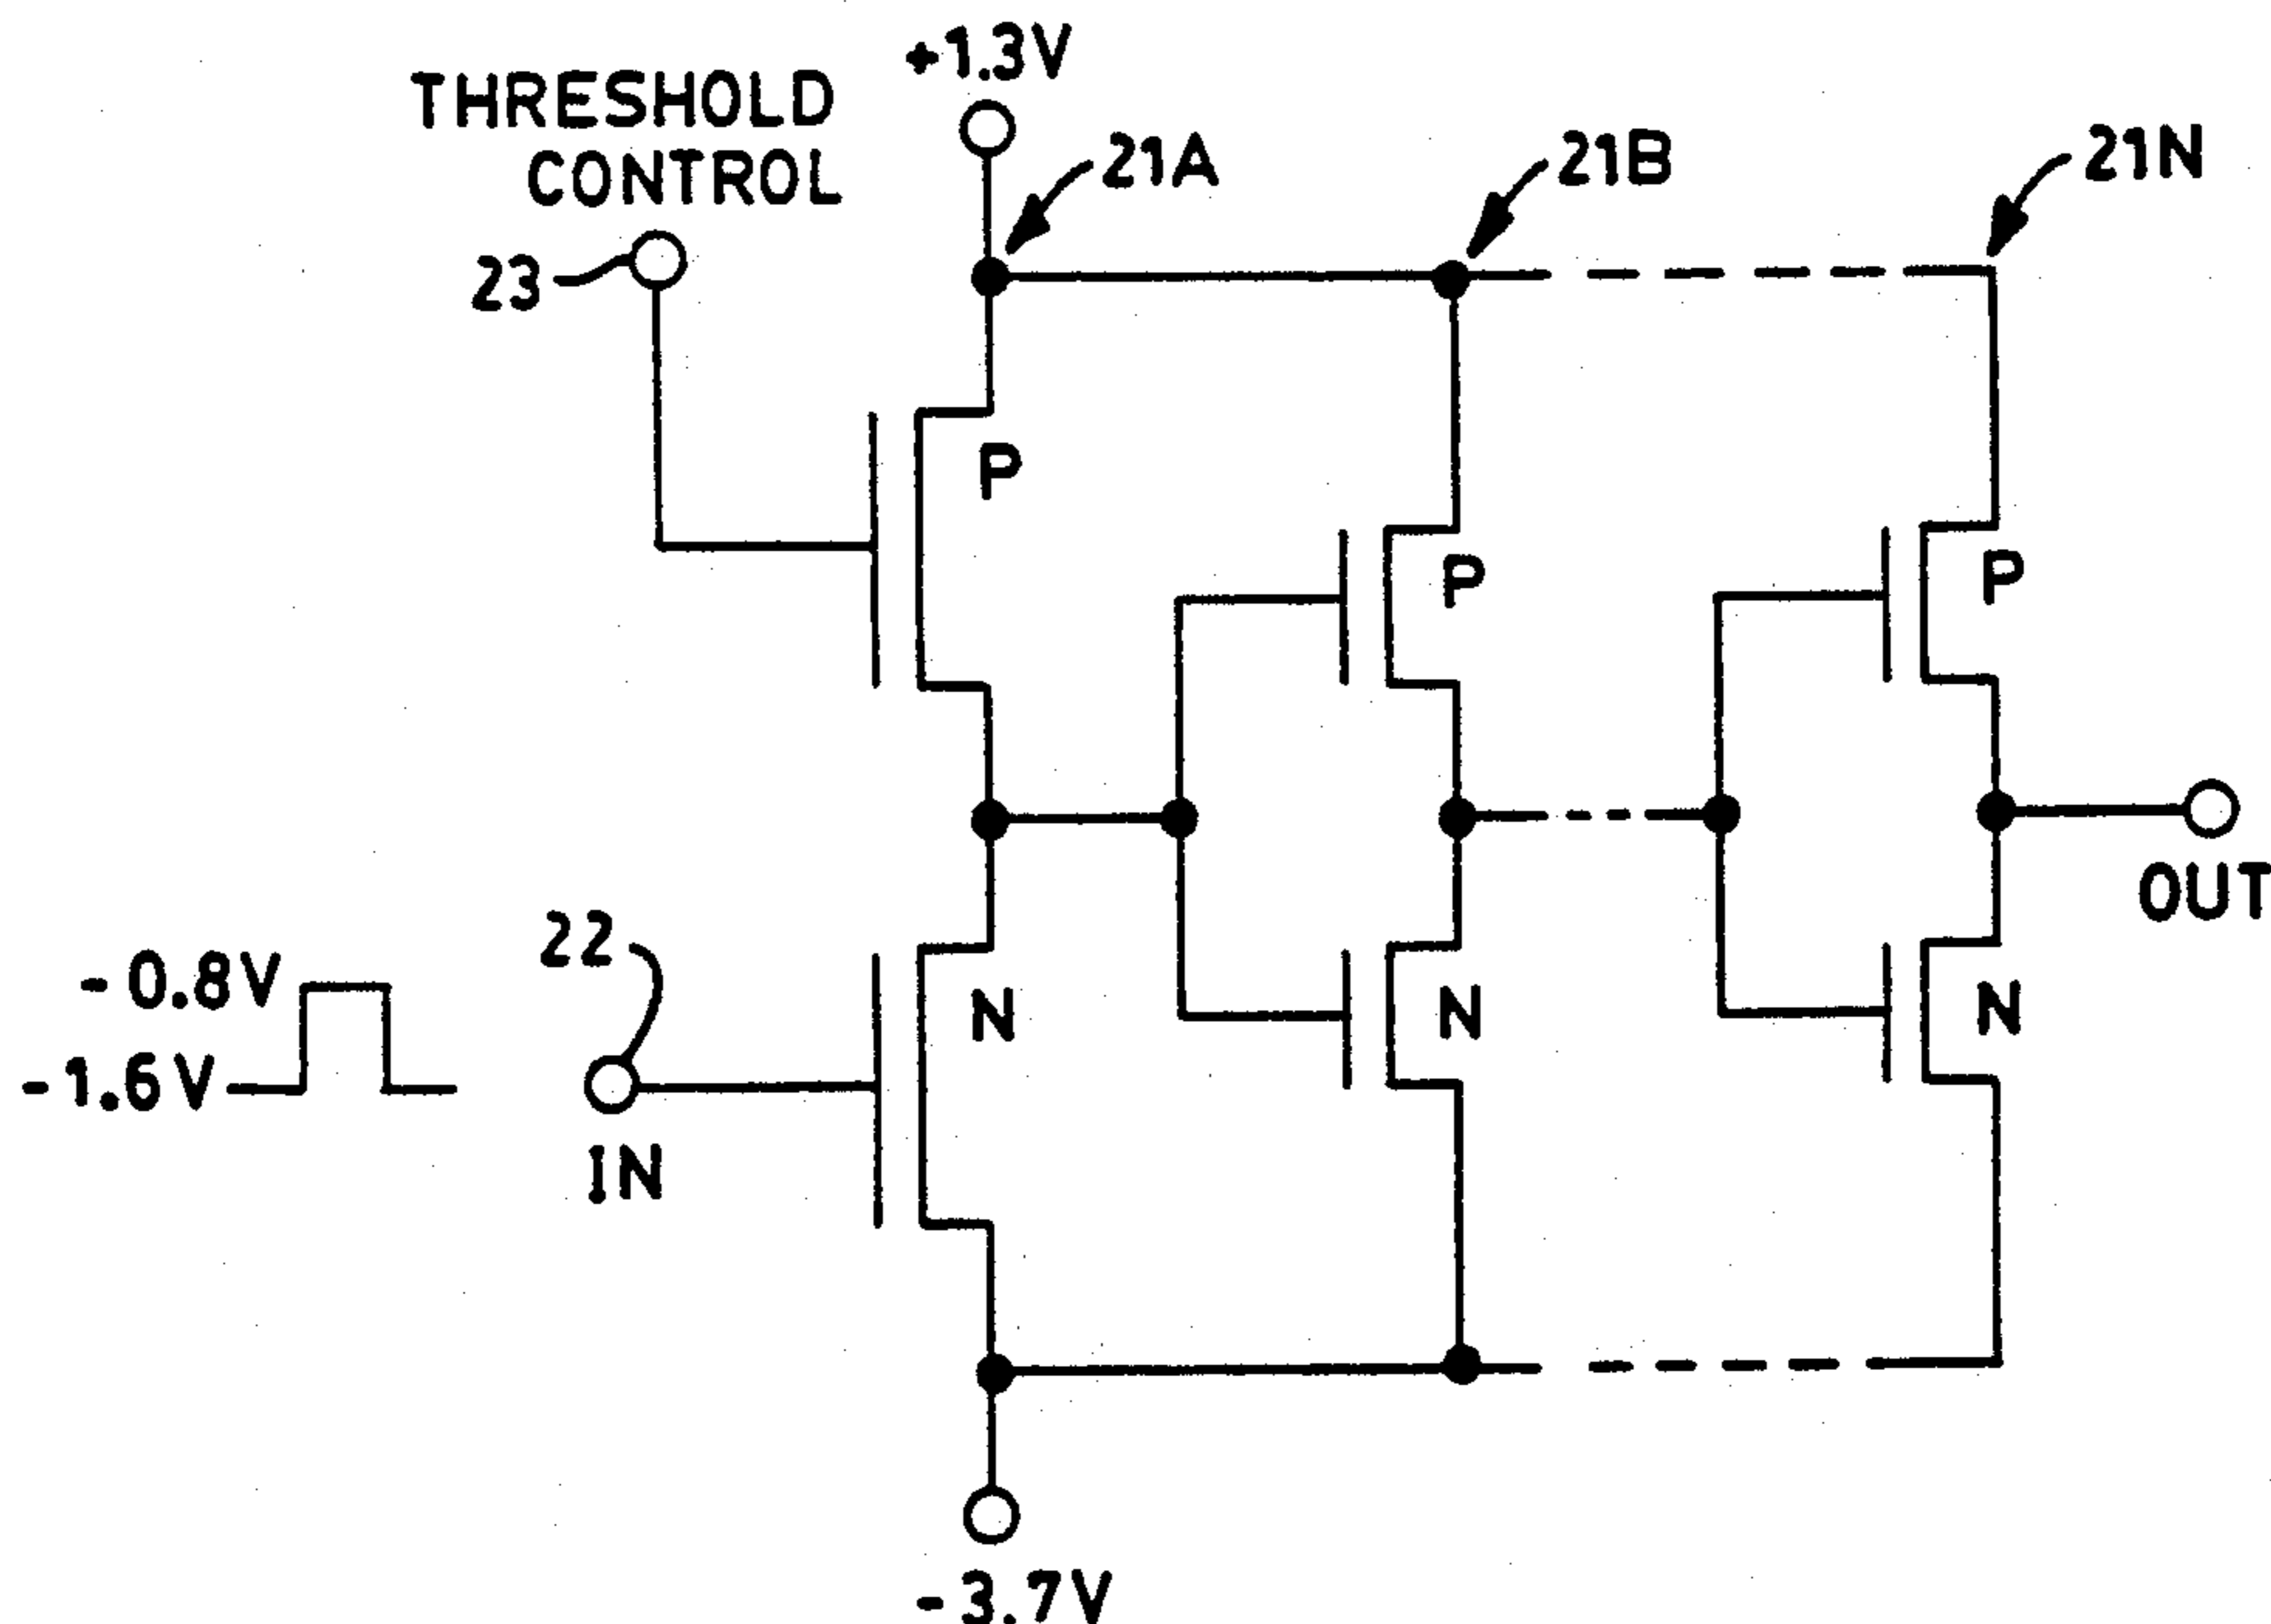 +1.3V
THRESHOLD
CONTROL
21A
21B
21N
23
P
P
P
22
-0.8V
-1.6V
IN
N
N
N
OUT
-3.7V